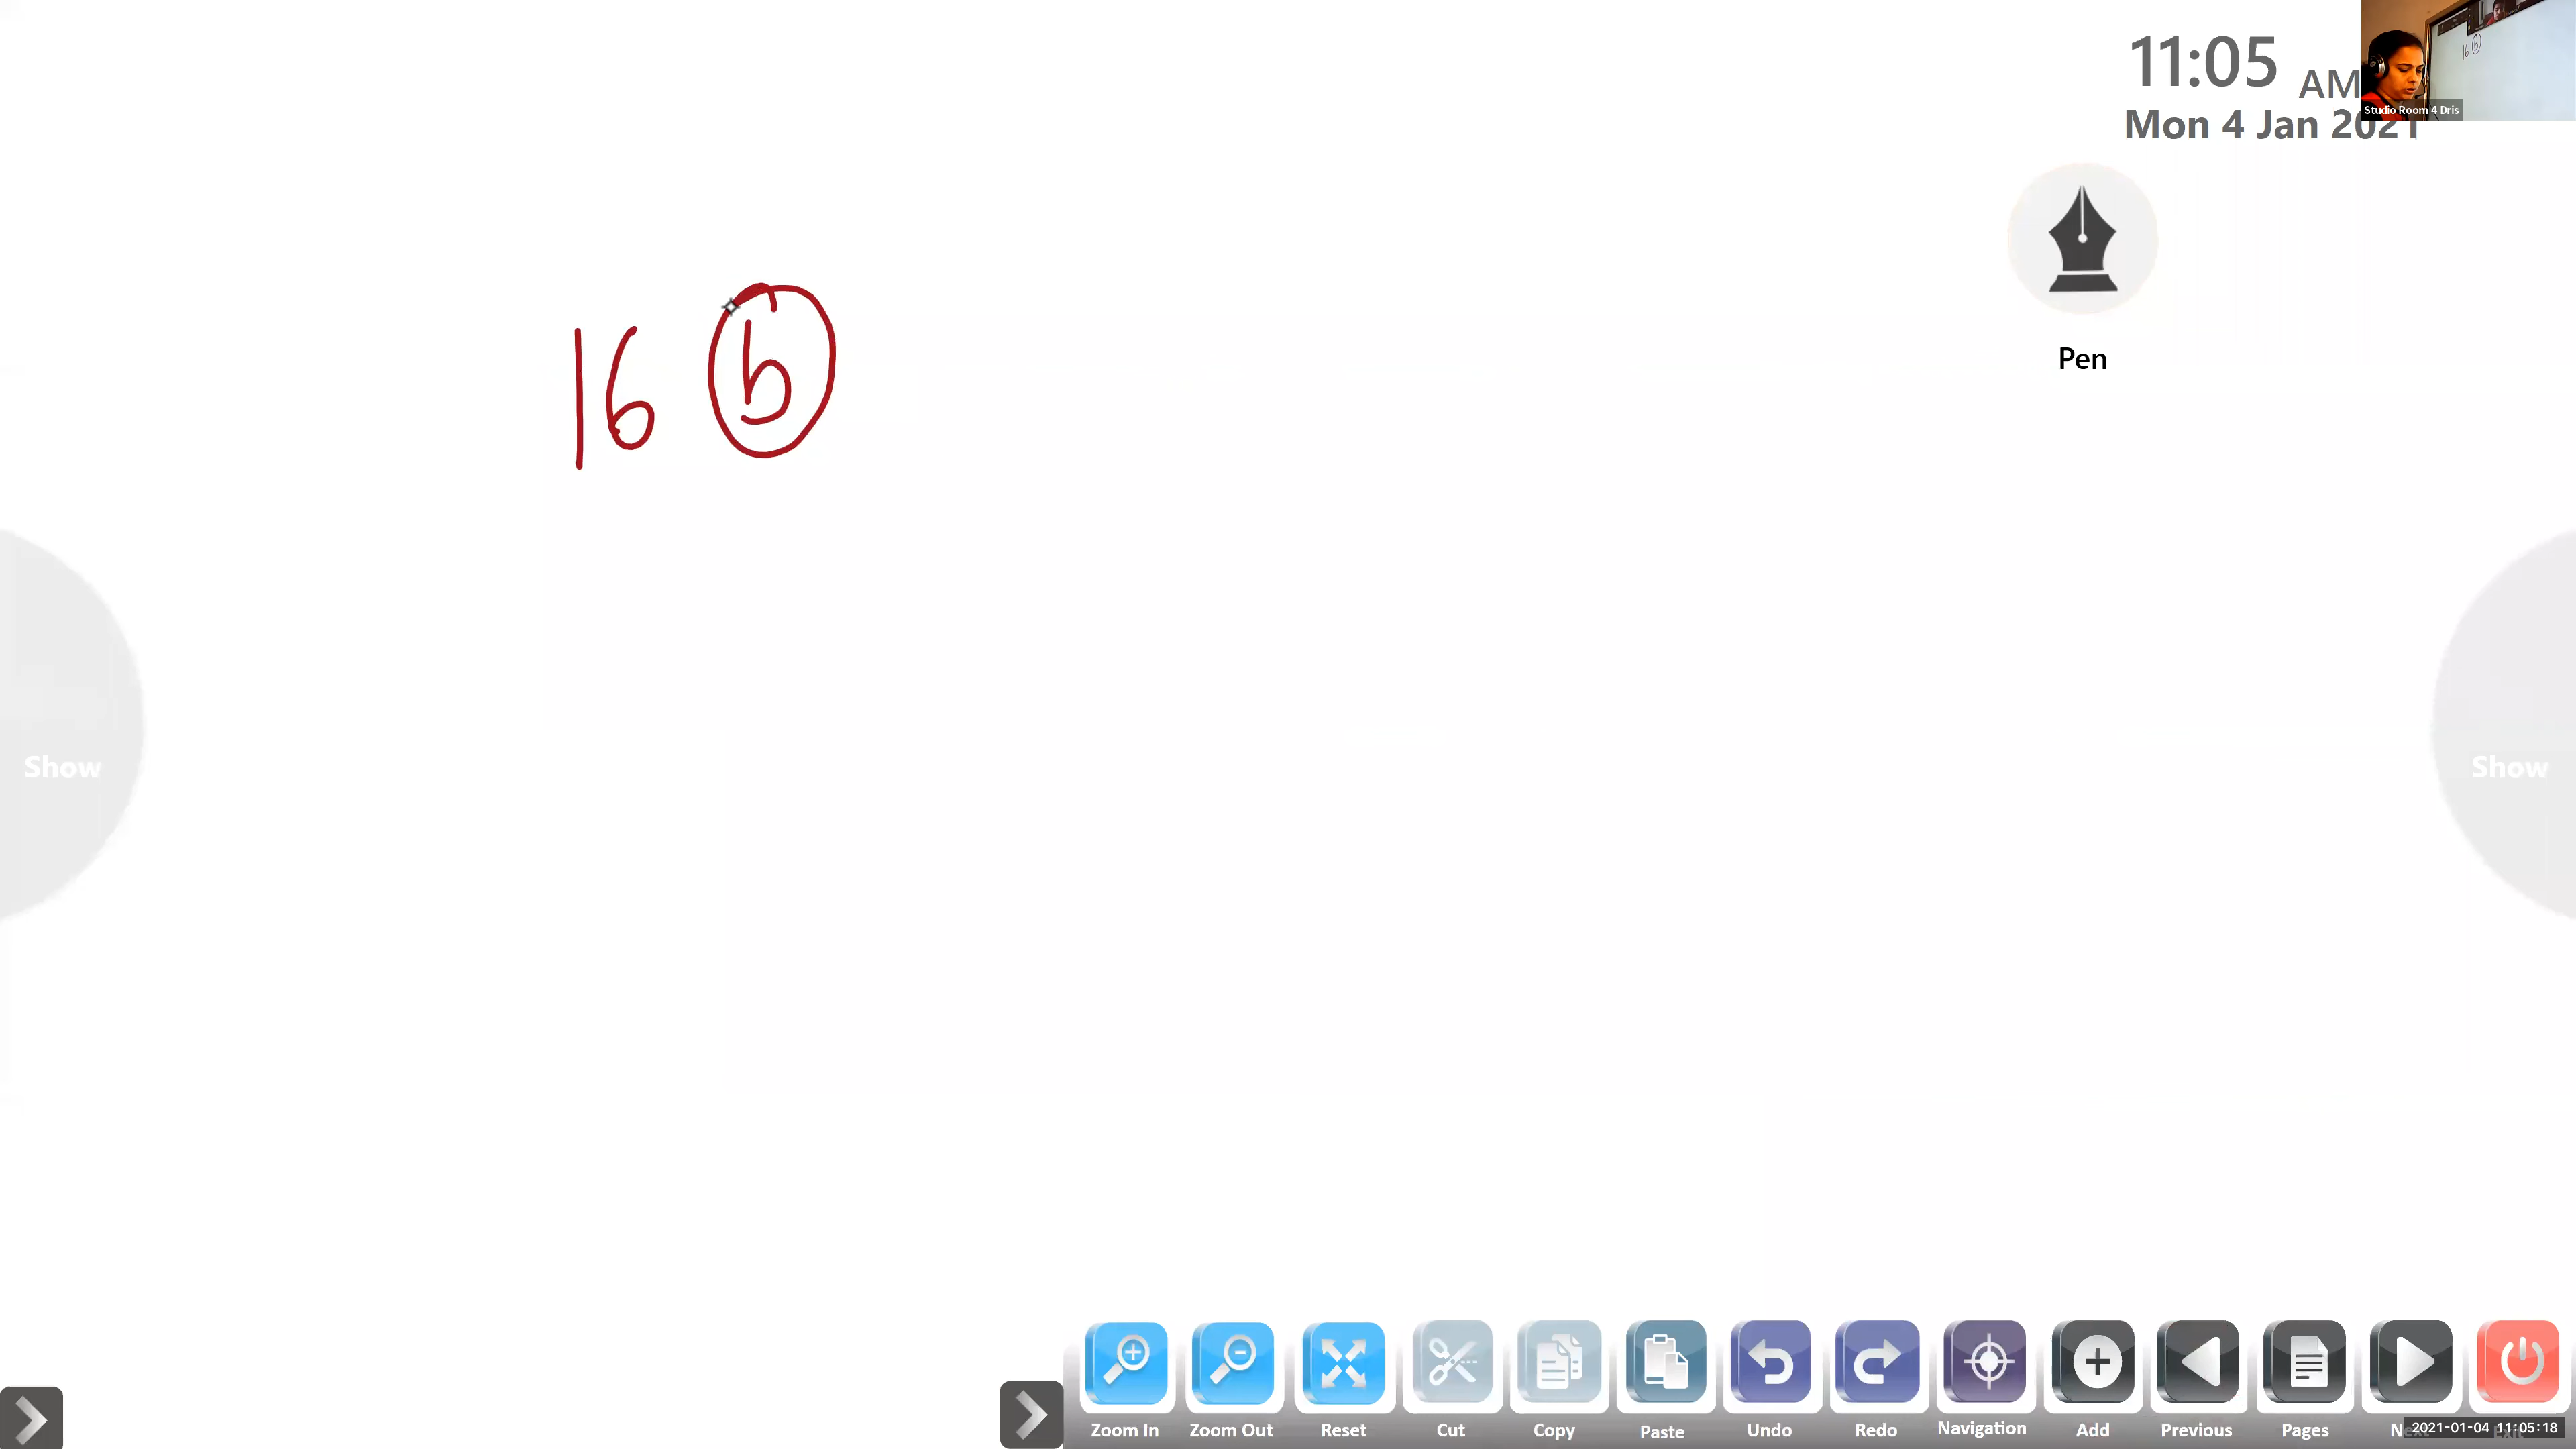 11:05 AM
Studio Room 4 Dris
Mon 4 Jan 2021
16 b
Pen
Show
Show
Zoom In Zoom Out Reset Cut Copy Paste Undo Redo Navigation Add Previous Pages
2021-01-04 11:05:18